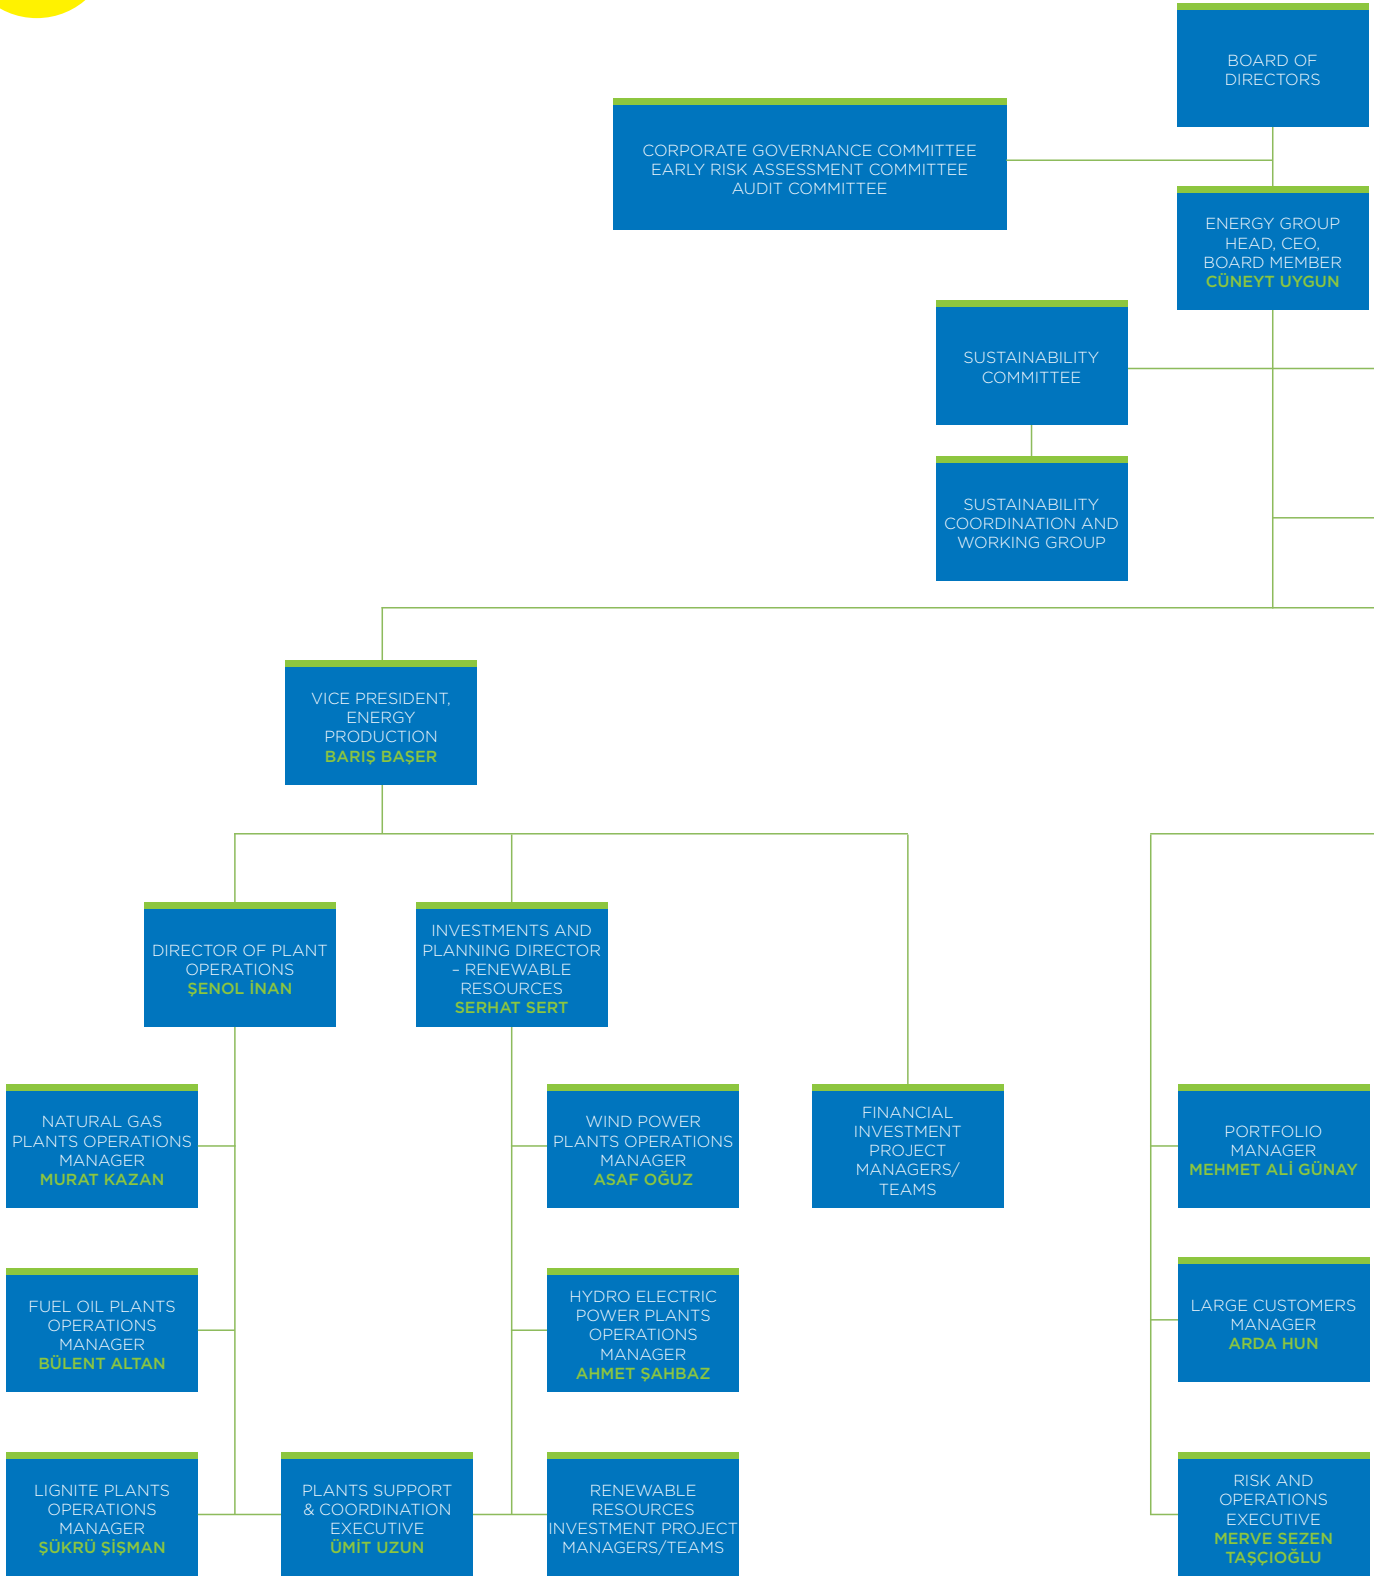 BOARD OF
DIRECTORS
CORPORATE GOVERNANCE COMMITTEE
EARLY RISK ASSESSMENT COMMITTEE
AUDIT COMMITTEE
ENERGY GROUP
HEAD, CEO,
BOARD MEMBER
CÜNEYT UYGUN
SUSTAINABILITY
COMMITTEE
SUSTAINABILITY
COORDINATION AND
WORKING GROUP
VICE PRESIDENT,
ENERGY
PRODUCTION
BARIŞ BAŞER
DIRECTOR OF PLANT
OPERATIONS
ŞENOL İNAN
INVESTMENTS AND
PLANNING DIRECTOR
– RENEWABLE
RESOURCES
SERHAT SERT
NATURAL GAS
PLANTS OPERATIONS
MANAGER
MURAT KAZAN
WIND POWER
PLANTS OPERATIONS
MANAGER
ASAF OĞUZ
FINANCIAL
INVESTMENT
PROJECT
MANAGERS/
TEAMS
PORTFOLIO
MANAGER
MEHMET ALİ GÜNAY
FUEL OIL PLANTS
OPERATIONS
MANAGER
BÜLENT ALTAN
HYDRO ELECTRIC
POWER PLANTS
OPERATIONS
MANAGER
AHMET ŞAHBAZ
LARGE CUSTOMERS
MANAGER
ARDA HUN
LIGNITE PLANTS
OPERATIONS
MANAGER
ŞÜKRÜ ŞİŞMAN
PLANTS SUPPORT
& COORDINATION
EXECUTIVE
ÜMİT UZUN
RENEWABLE
RESOURCES
INVESTMENT PROJECT
MANAGERS/TEAMS
RISK AND
OPERATIONS
EXECUTIVE
MERVE SEZEN
TAŞÇIOĞLU